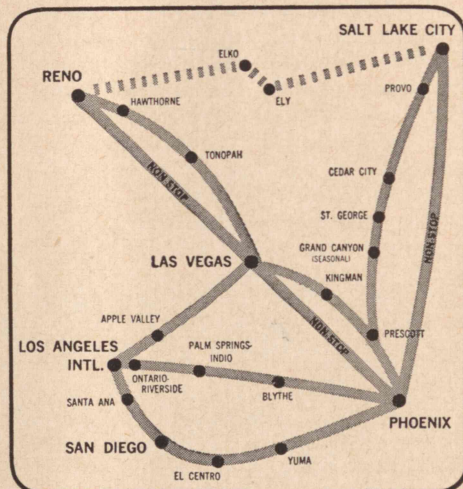 SALT LAKE CITY
ELKO
RENO
ELY
PROVO
HAWTHORNE
TONOPAH
NON STOP
CEDAR CITY
ST. GEORGE
NON STOP
GRAND CANYON
(SEASONAL)
LAS VEGAS
KINGMAN
NON STOP
APPLE VALLEY
PRESCOTT
LOS ANGELES
INTL.
PALM SPRINGS-
INDIO
ONTARIO-
RIVERSIDE
BLYTHE
SANTA ANA
PHOENIX
SAN DIEGO
YUMA
EL CENTRO